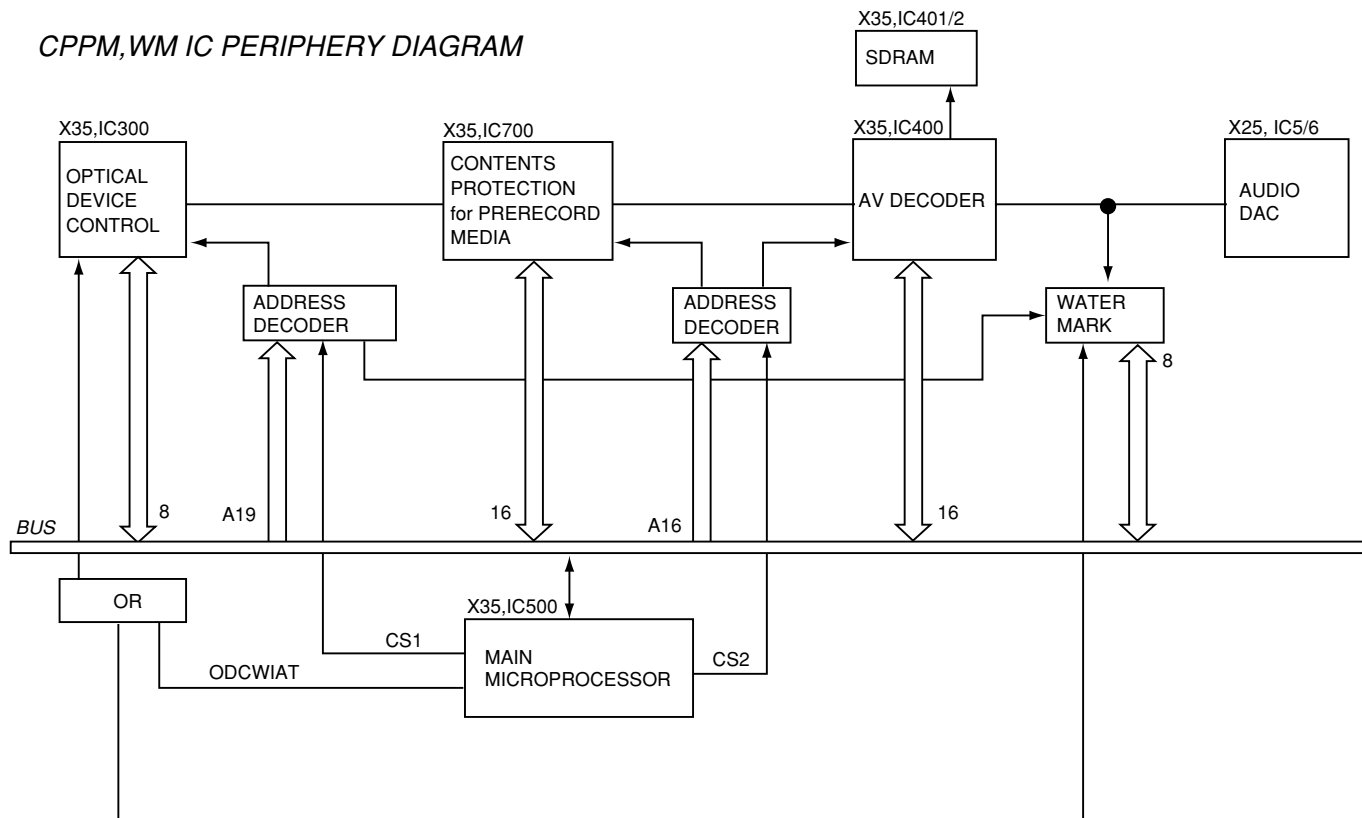 CPPM,WM IC PERIPHERY DIAGRAM
X35,IC401/2
SDRAM
X35,IC300
OPTICAL
DEVICE
CONTROL
X35,IC700
CONTENTS
PROTECTION
for PRERECORD
MEDIA
X35,IC400
AV DECODER
X25, IC5/6
AUDIO
DAC
ADDRESS
DECODER
ADDRESS
DECODER
WATER
MARK
8
BUS
8
A19
16
A16
16
OR
X35,IC500
MAIN
MICROPROCESSOR
CS1
CS2
ODCWIAT